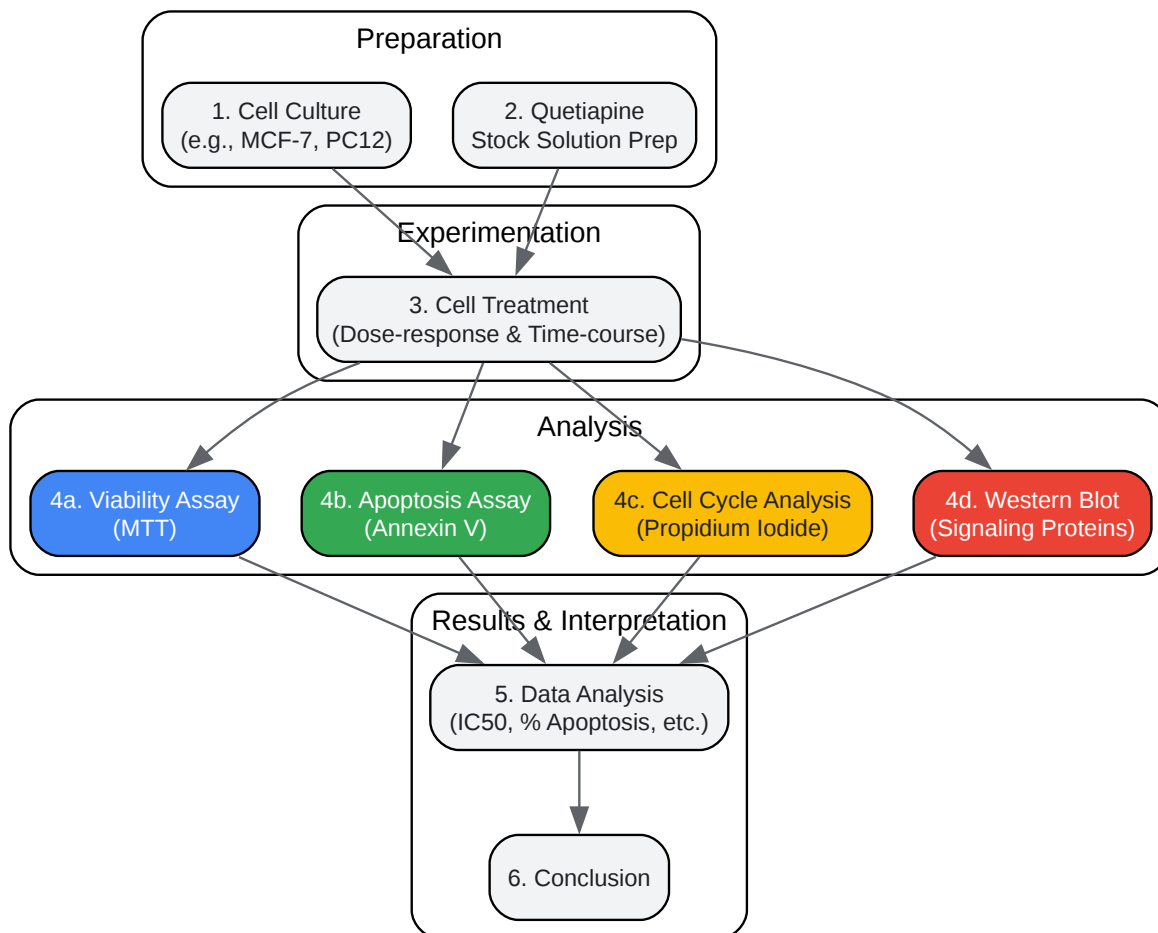 Preparation
1. Cell Culture
(e.g., MCF-7, PC12)
2. Quetiapine
Stock Solution Prep
Experimentation
3. Cell Treatment
(Dose-response & Time-course)
Analysis
4a. Viability Assay
(MTT)
4b. Apoptosis Assay
(Annexin V)
4c. Cell Cycle Analysis
(Propidium Iodide)
4d. Western Blot
(Signaling Proteins)
Results & Interpretation
5. Data Analysis
(IC50, % Apoptosis, etc.)
6. Conclusion